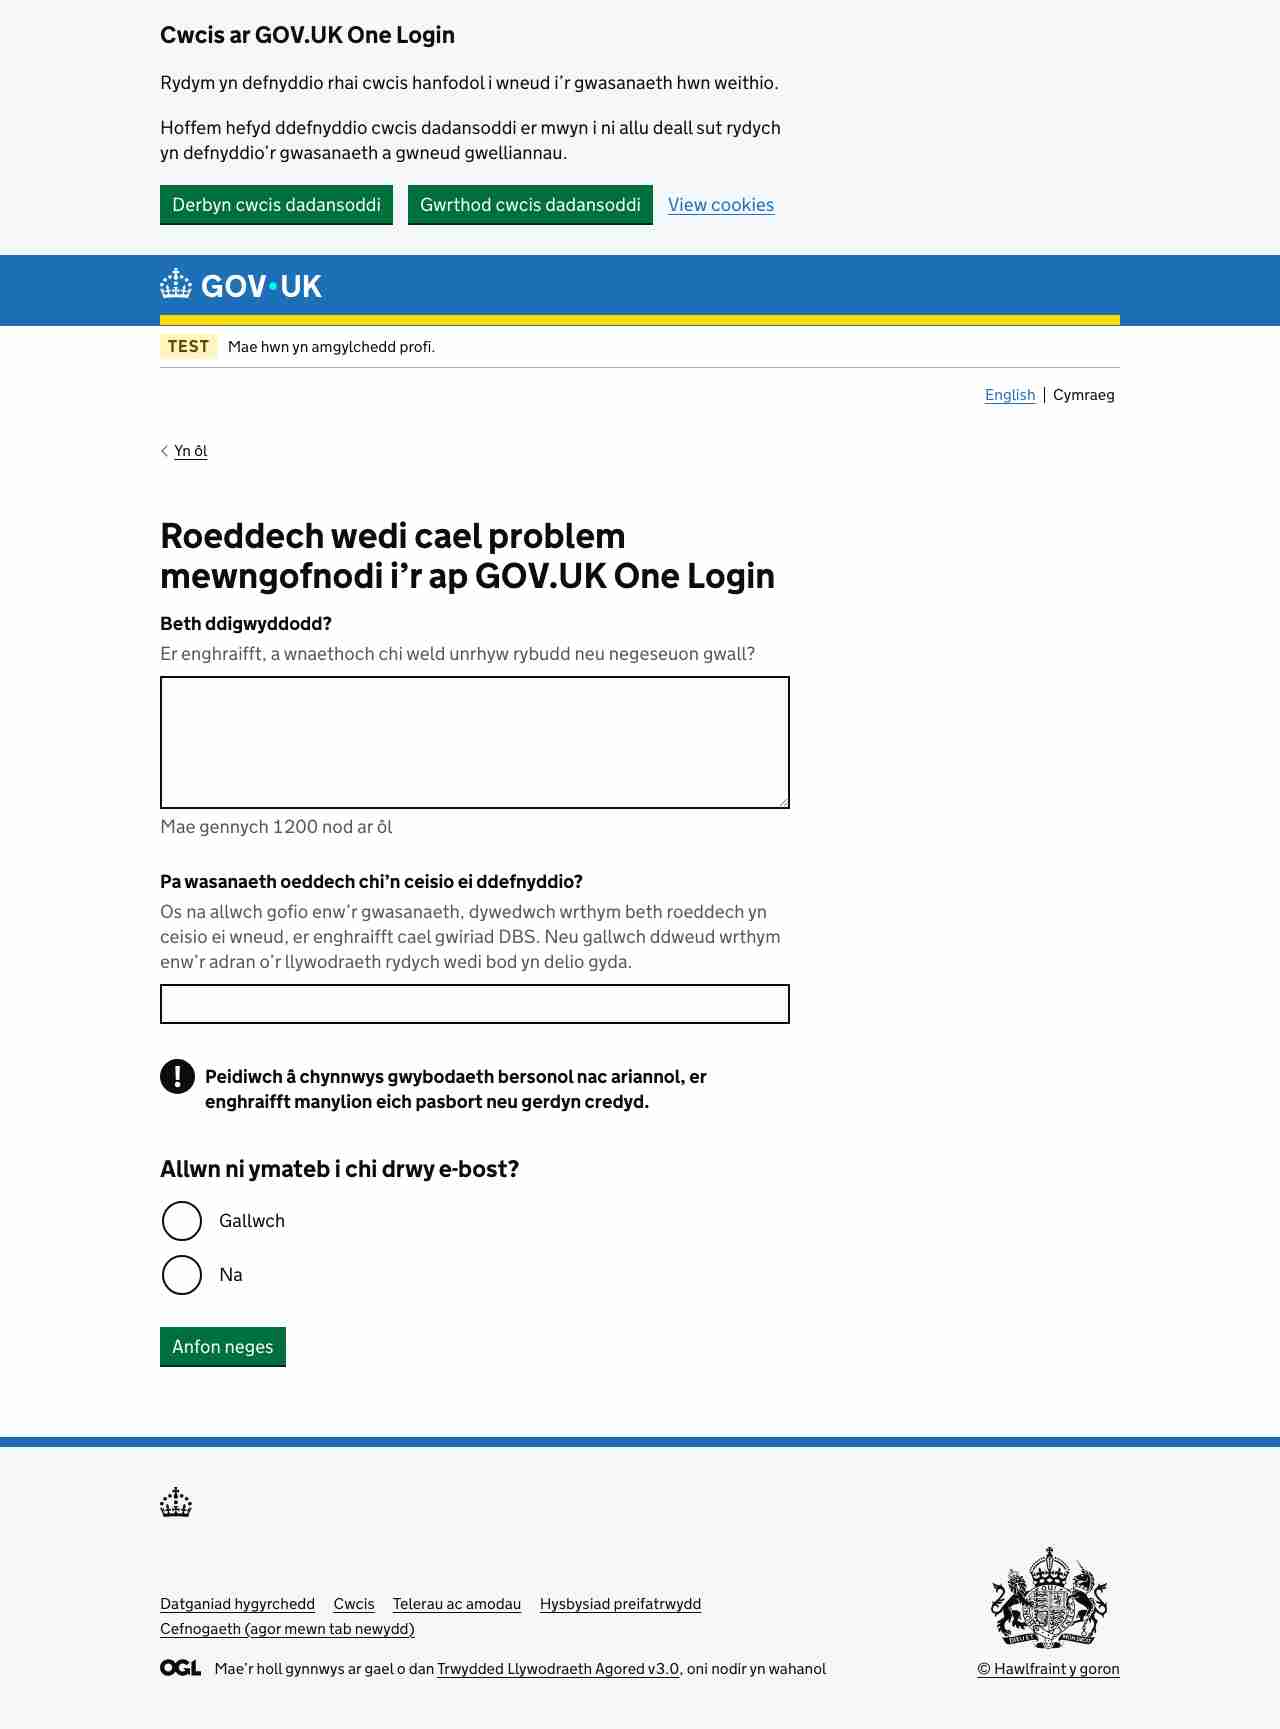 Cwcis ar GOV.UK One Login
Rydym yn defnyddio rhai cwcis hanfodol i wneud i’r gwasanaeth hwn weithio.
Hoffem hefyd ddefnyddio cwcis dadansoddi er mwyn i ni allu deall sut rydych
yn defnyddio’r gwasanaeth a gwneud gwelliannau.
Derbyn cwcis dadansoddi Gwrthod cwcis dadansoddi View cookies
GOV·UK
TEST Mae hwn yn amgylchedd profi.
English | Cymraeg
Yn ôl
Roeddech wedi cael problem
mewngofnodi i’r ap GOV.UK One Login
Beth ddigwyddodd?
Er enghraifft, a wnaethoch chi weld unrhyw rybudd neu negeseuon gwall?
Mae gennych 1200 nod ar ôl
Pa wasanaeth oeddech chi’n ceisio ei ddefnyddio?
Os na allwch gofio enw’r gwasanaeth, dywedwch wrthym beth roeddech yn
ceisio ei wneud, er enghraifft cael gwiriad DBS. Neu gallwch ddweud wrthym
enw’r adran o’r llywodraeth rydych wedi bod yn delio gyda.
! Peidiwch â chynnwys gwybodaeth bersonol nac ariannol, er
enghraifft manylion eich pasbort neu gerdyn credyd.
Allwn ni ymateb i chi drwy e-bost?
Gallwch
Na
Anfon neges
Datganiad hygyrchedd Cwcis Telerau ac amodau Hysbysiad preifatrwydd
Cefnogaeth (agor mewn tab newydd)
OGL Mae’r holl gynnwys ar gael o dan Trwydded Llywodraeth Agored v3.0, oni nodir yn wahanol
© Hawlfraint y goron